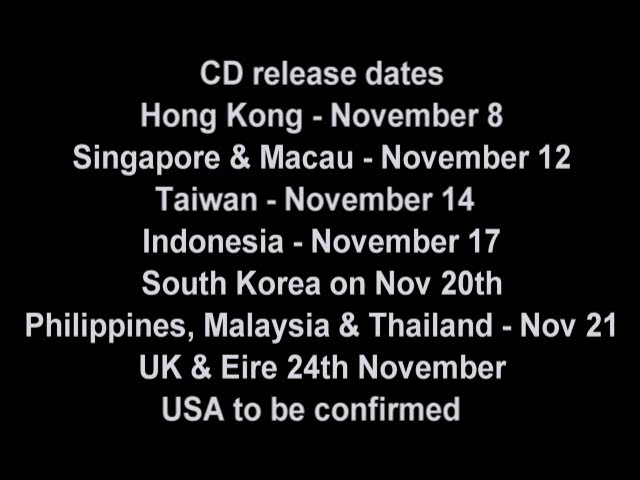 CD release dates
Hong Kong - November 8
Singapore & Macau - November 12
Taiwan - November 14
Indonesia - November 17
South Korea on Nov 20th
Philippines, Malaysia & Thailand - Nov 21
UK & Eire 24th November
USA to be confirmed